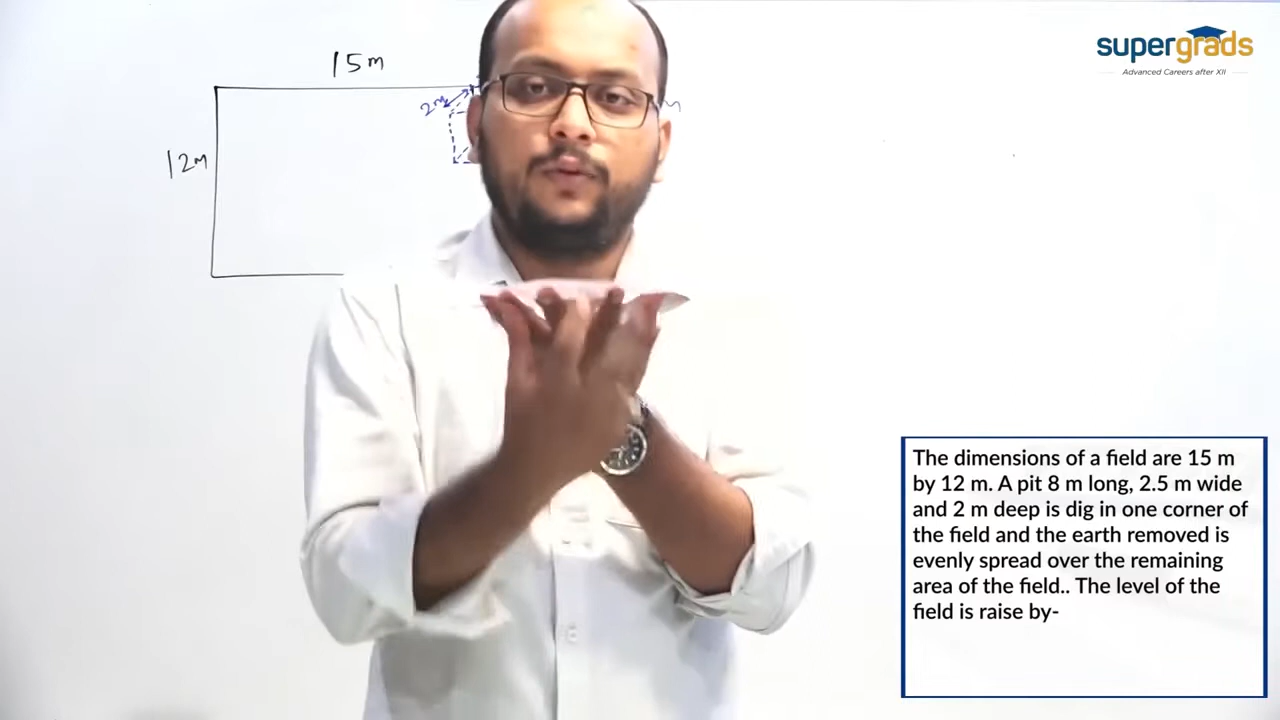 15m
12m
2m
m
supergrads
Advanced Careers after XII
The dimensions of a field are 15 m
by 12 m. A pit 8 m long, 2.5 m wide
and 2 m deep is dig in one corner of
the field and the earth removed is
evenly spread over the remaining
area of the field.. The level of the
field is raise by-